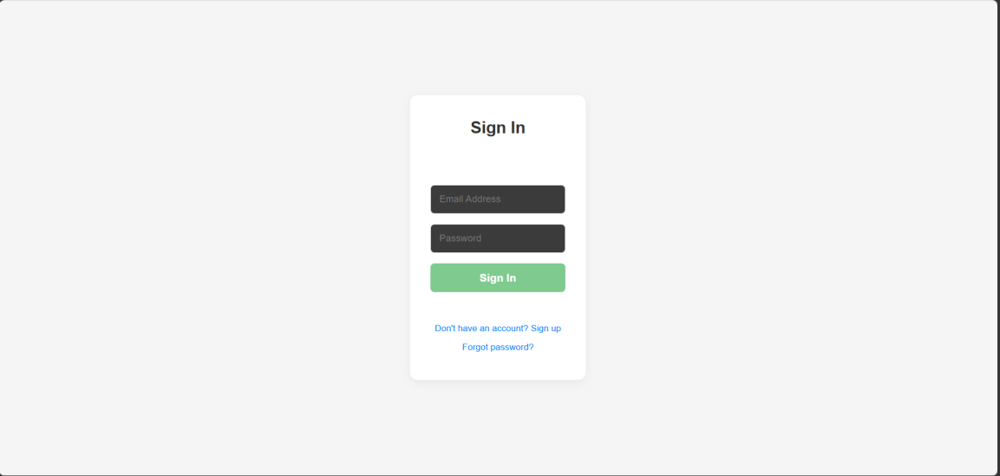 Sign In
Email Address
Password
Sign In
Don't have an account? Sign up
Forgot password?